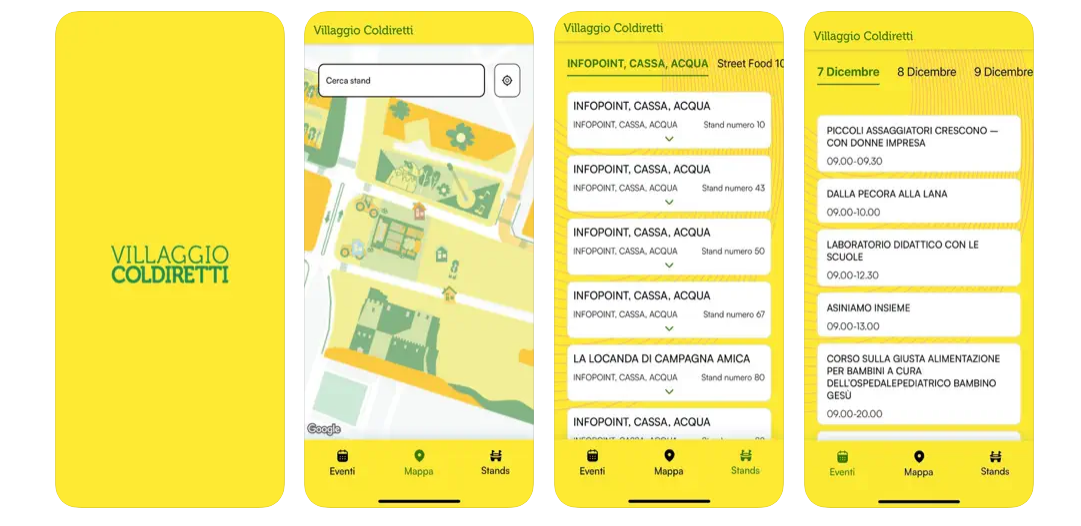 VILLAGGIO
COLDIRETTI
Villaggio Coldiretti
Cerca stand
Google
Eventi
Mappa
Stands
Villaggio Coldiretti
INFOPOINT, CASSA, ACQUA
Street Food 10
INFOPOINT, CASSA, ACQUA
INFOPOINT, CASSA, ACQUA Stand numero 10
INFOPOINT, CASSA, ACQUA
INFOPOINT, CASSA, ACQUA Stand numero 43
INFOPOINT, CASSA, ACQUA
INFOPOINT, CASSA, ACQUA Stand numero 50
INFOPOINT, CASSA, ACQUA
INFOPOINT, CASSA, ACQUA Stand numero 67
LA LOCANDA DI CAMPAGNA AMICA
INFOPOINT, CASSA, ACQUA Stand numero 80
INFOPOINT, CASSA, ACQUA
Eventi
Mappa
Stands
Villaggio Coldiretti
7 Dicembre
8 Dicembre
9 Dicembre
PICCOLI ASSAGGIATORI CRESCONO –
CON DONNE IMPRESA
09.00-09.30
DALLA PECORA ALLA LANA
09.00-10.00
LABORATORIO DIDATTICO CON LE
SCUOLE
09.00-12.30
ASINIAMO INSIEME
09.00-13.00
CORSO SULLA GIUSTA ALIMENTAZIONE
PER BAMBINI A CURA
DELL'OSPEDALEPEDIATRICO BAMBINO
GESÙ
09.00-20.00
Eventi
Mappa
Stands